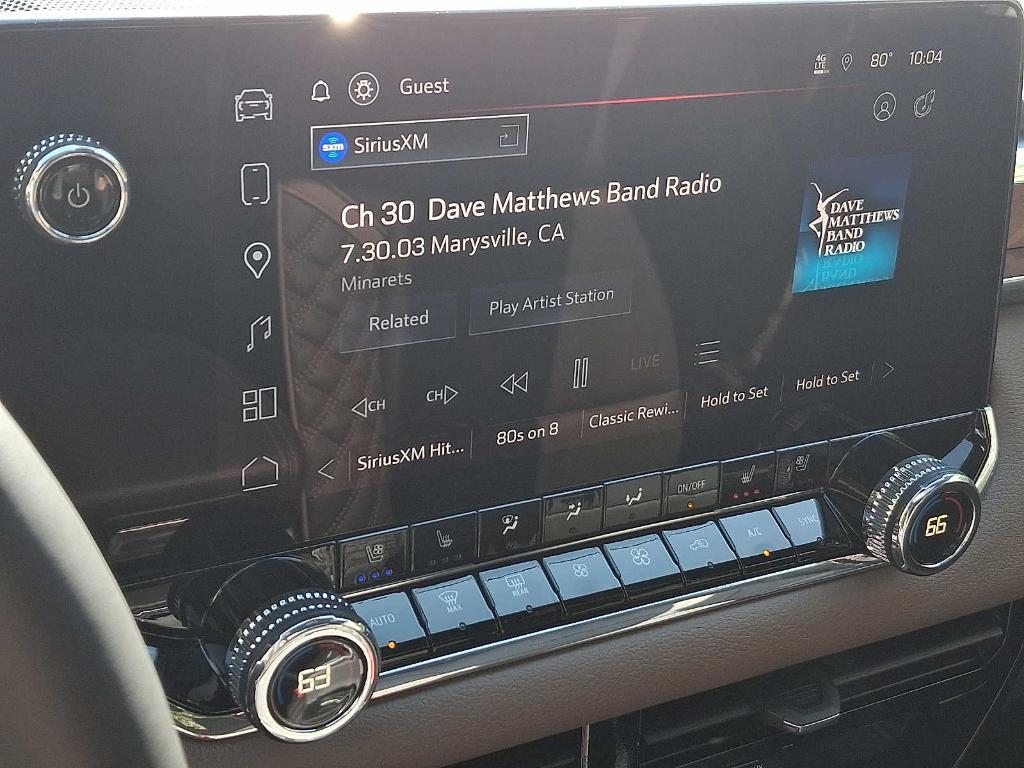 4G
LTE
80° 10:04
Guest
sxm SiriusXM
Ch 30 Dave Matthews Band Radio
7.30.03 Marysville, CA
Minarets
DAVE
MATTHEWS
BAND
RADIO
Related
Play Artist Station
CH
CH
LIVE
SiriusXM Hit...
80s on 8
Classic Rewi...
Hold to Set
Hold to Set
ON/OFF
AUTO
MAX
REAR
A/C
SYNC
63
66